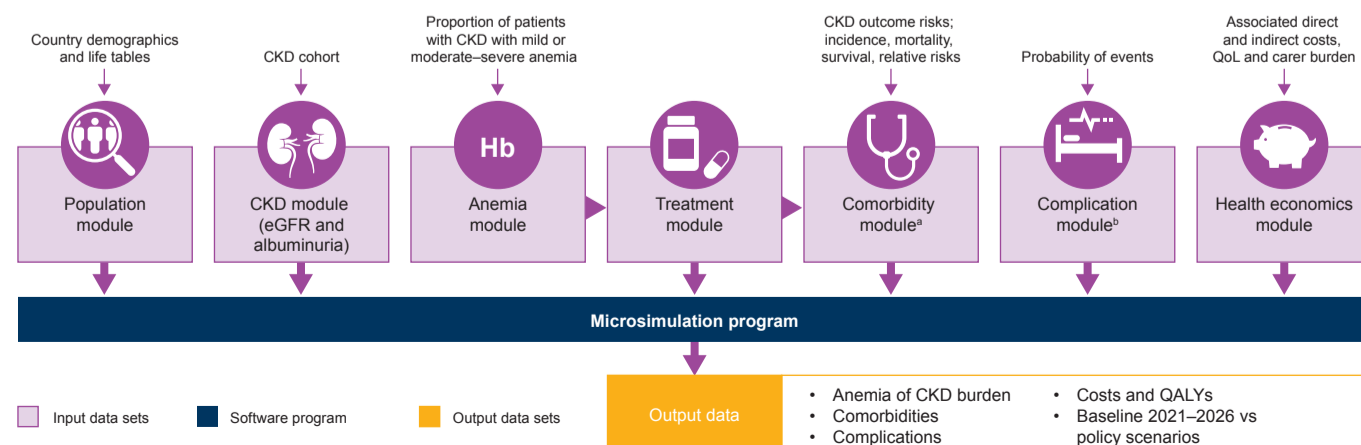 Country demographics
and life tables
CKD cohort
Proportion of patients
with CKD with mild or
moderate–severe anemia
CKD outcome risks;
incidence, mortality,
survival, relative risks
Probability of events
Associated direct
and indirect costs,
QoL and carer burden
Population
module
CKD module
(eGFR and
albuminuria)
Hb
Anemia
module
Treatment
module
Comorbidity
moduleᵃ
Complication
moduleᵇ
Health economics
module
Microsimulation program
Input data sets
Software program
Output data sets
Output data
• Anemia of CKD burden
• Comorbidities
• Complications
• Costs and QALYs
• Baseline 2021–2026 vs
policy scenarios